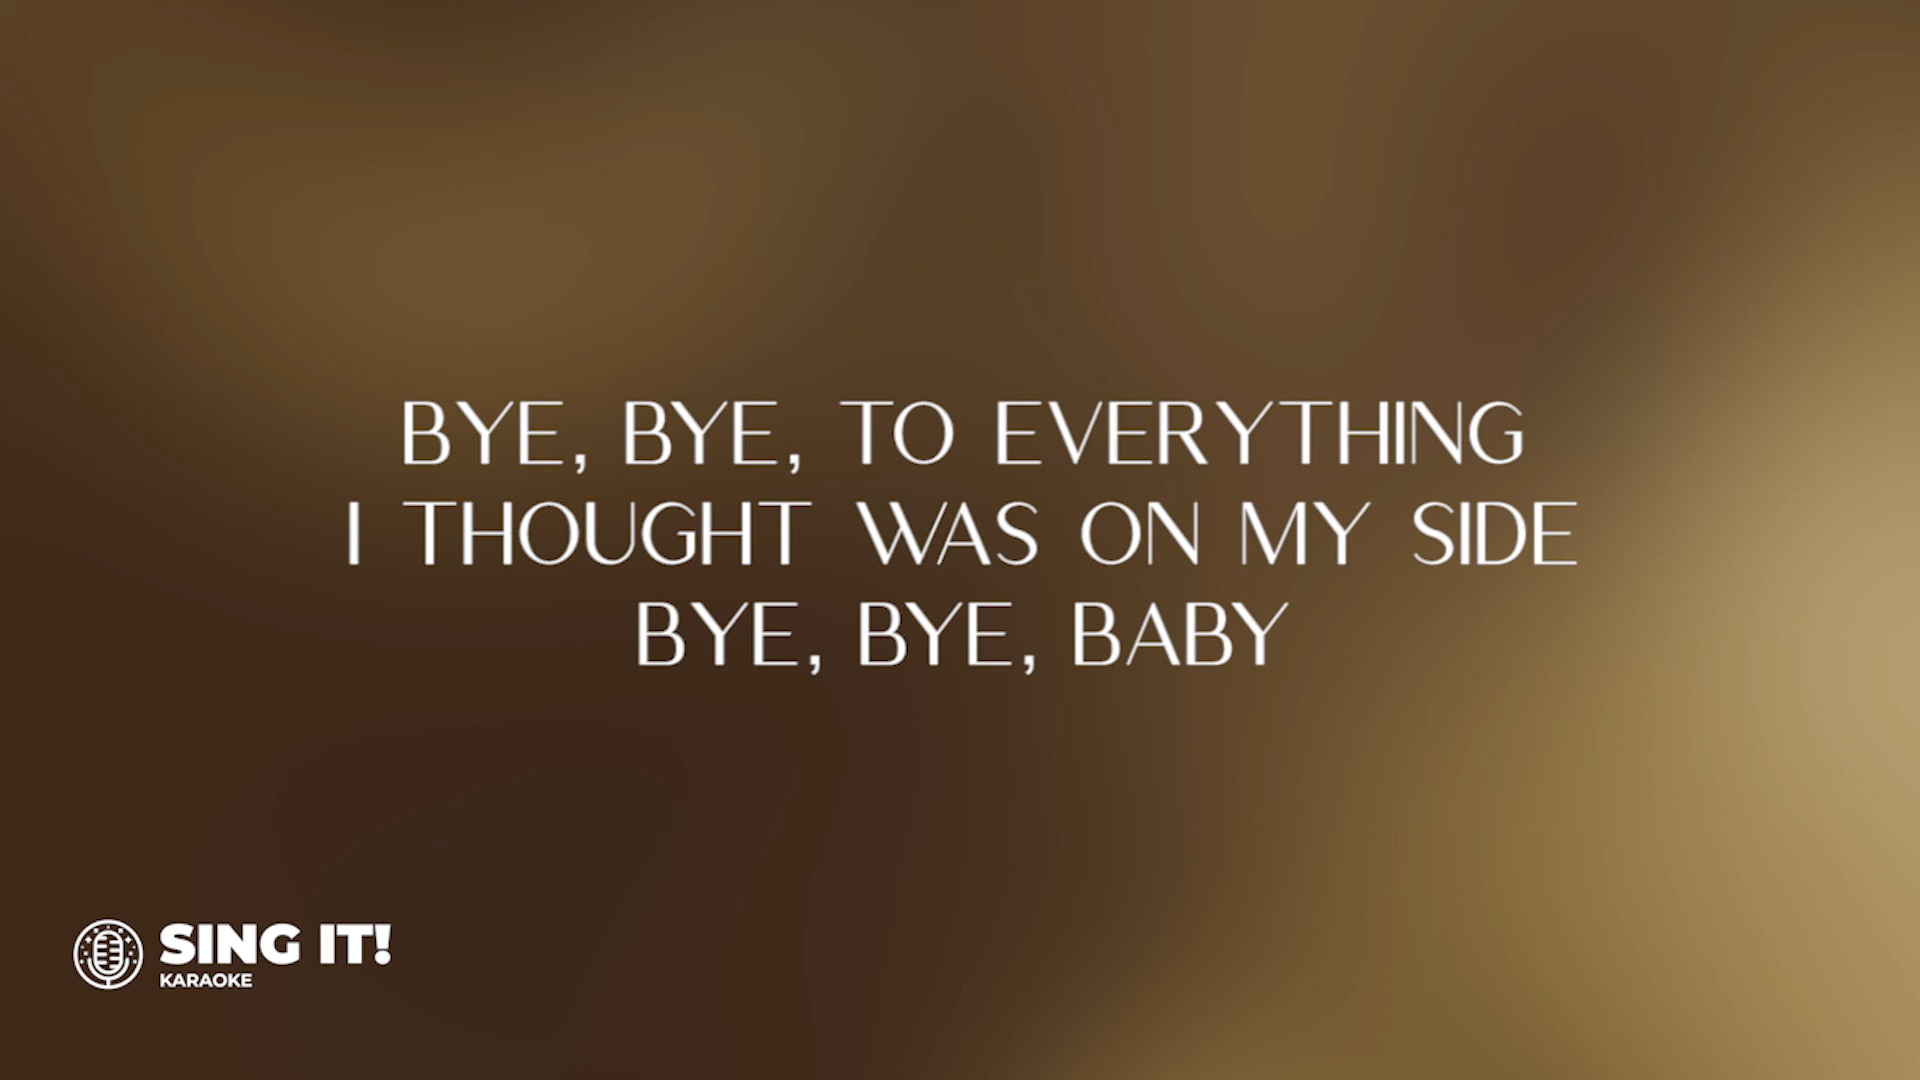 BYE, BYE, TO EVERYTHING
I THOUGHT WAS ON MY SIDE
BYE, BYE, BABY
SING IT!
KARAOKE